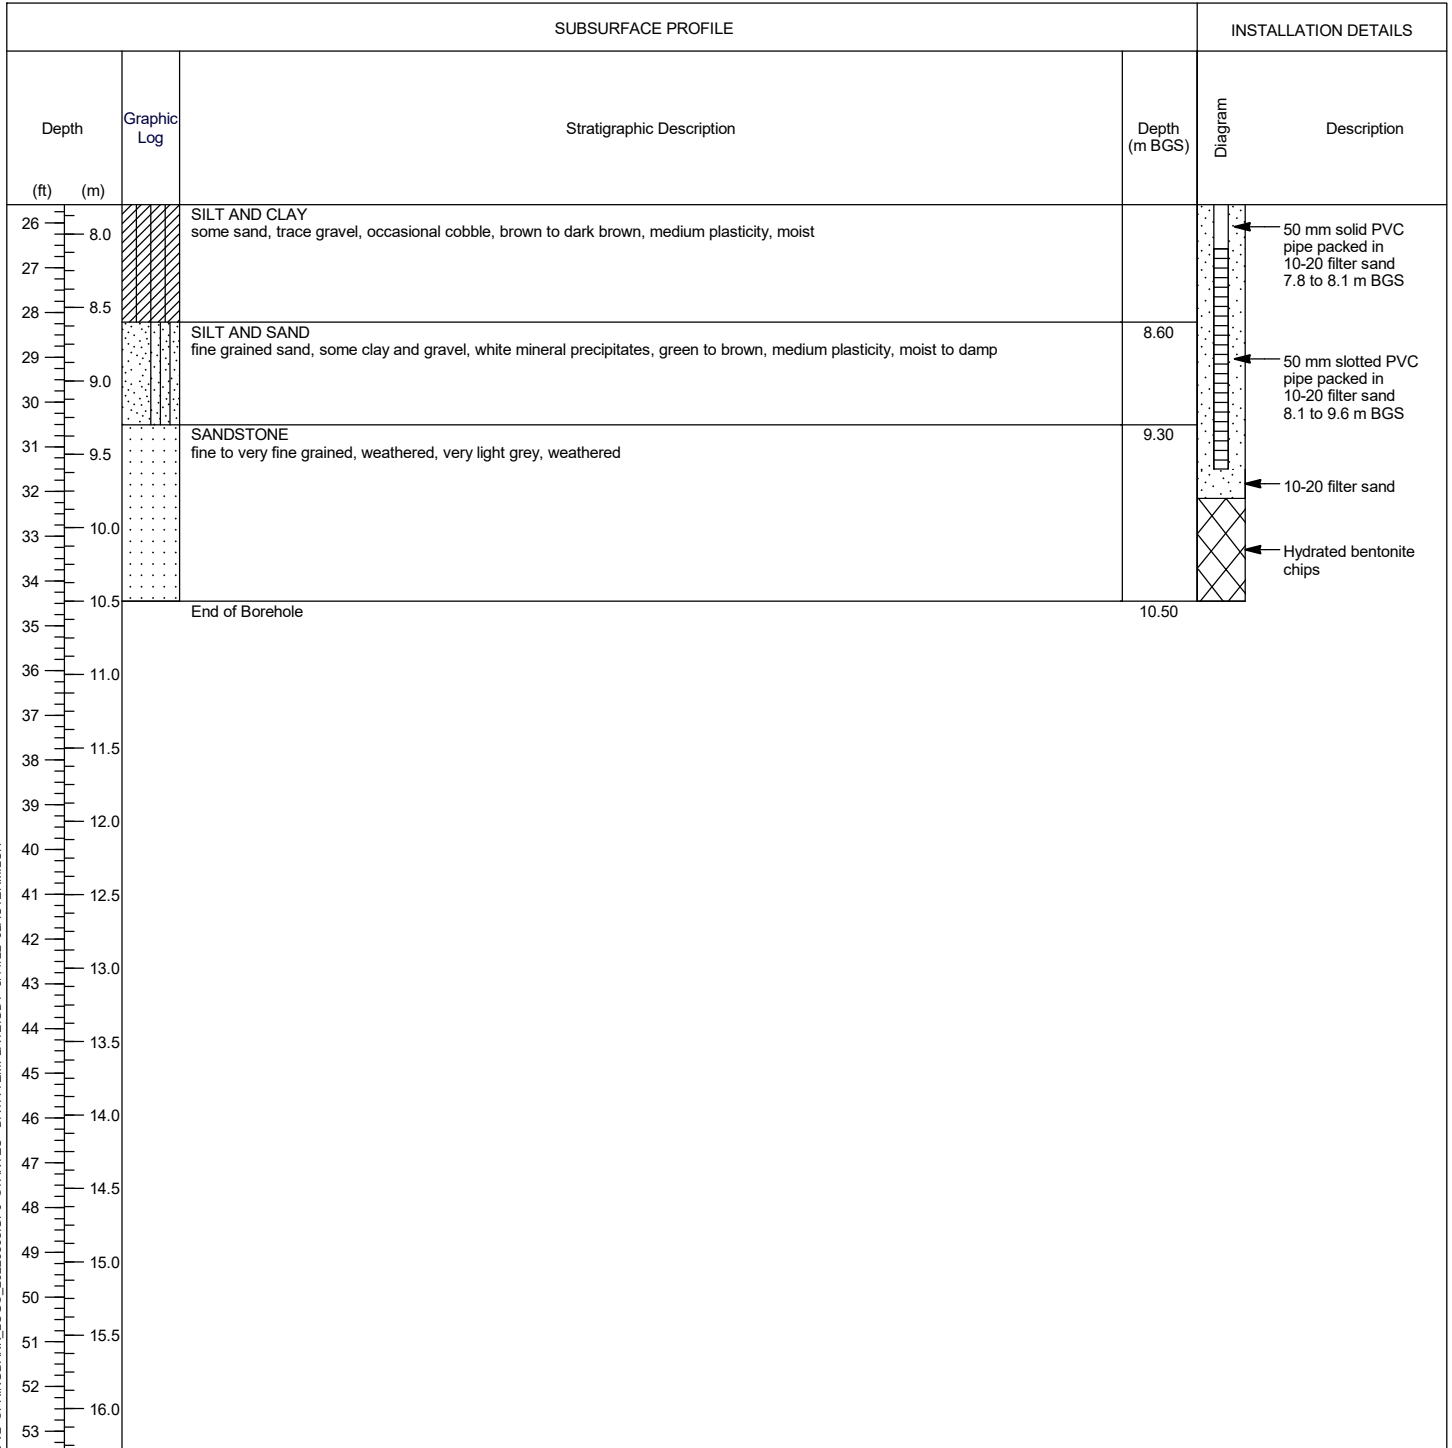 SUBSURFACE PROFILE
INSTALLATION DETAILS
Depth
(ft) (m)
Graphic
Log
Stratigraphic Description
Depth
(m BGS)
Diagram
Description
26
8.0
27
28
8.5
29
9.0
30
31
9.5
32
10.0
33
34
10.5
35
36
11.0
37
11.5
38
39
12.0
40
41
12.5
42
13.0
43
44
13.5
45
14.0
46
47
14.5
48
49
15.0
50
15.5
51
52
16.0
53
SILT AND CLAY
some sand, trace gravel, occasional cobble, brown to dark brown, medium plasticity, moist
SILT AND SAND
8.60
fine grained sand, some clay and gravel, white mineral precipitates, green to brown, medium plasticity, moist to damp
SANDSTONE
9.30
fine to very fine grained, weathered, very light grey, weathered
End of Borehole
10.50
50 mm solid PVC
pipe packed in
10-20 filter sand
7.8 to 8.1 m BGS
50 mm slotted PVC
pipe packed in
10-20 filter sand
8.1 to 9.6 m BGS
10-20 filter sand
Hydrated bentonite
chips